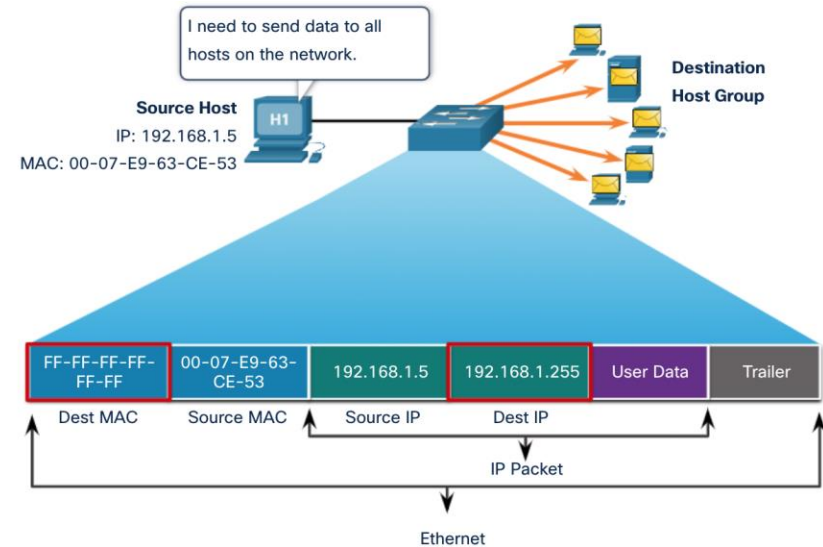 I need to send data to all
hosts on the network.
Source Host
IP: 192.168.1.5
MAC: 00-07-E9-63-CE-53
H1
Destination
Host Group
FF-FF-FF-FF-
FF-FF
00-07-E9-63-
CE-53
192.168.1.5
192.168.1.255
User Data
Trailer
Dest MAC
Source MAC
Source IP
Dest IP
IP Packet
Ethernet